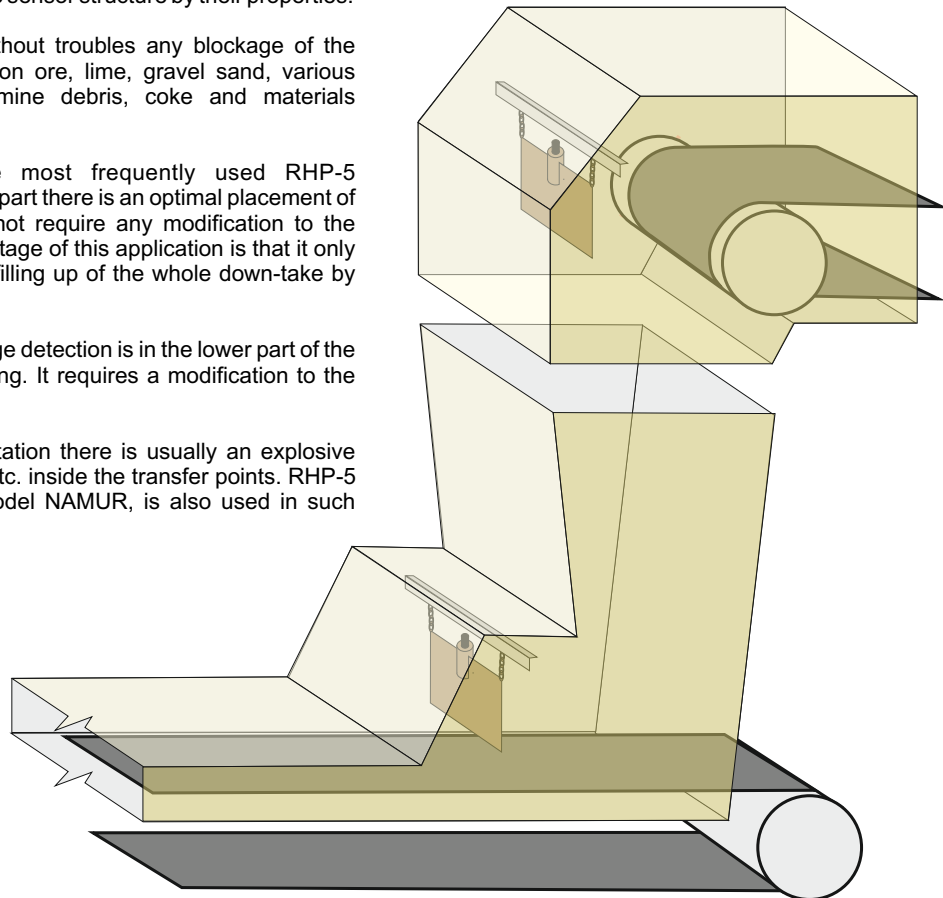 sensor structure by their properties.
thout troubles any blockage of the
on ore, lime, gravel sand, various
mine debris, coke and materials
most frequently used RHP-5
part there is an optimal placement of
not require any modification to the
tage of this application is that it only
filling up of the whole down-take by
ge detection is in the lower part of the
ng. It requires a modification to the
tation there is usually an explosive
tc. inside the transfer points. RHP-5
odel NAMUR, is also used in such